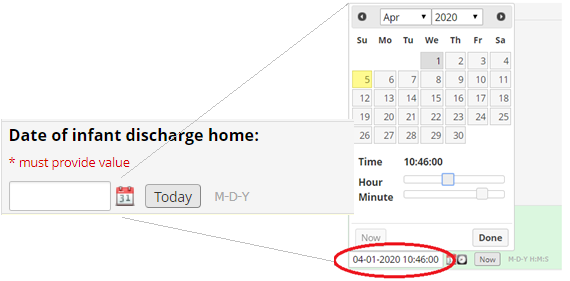 Date of infant discharge home:
* must provide value
31 Today M-D-Y
Apr 2020
Su Mo Tu We Th Fr Sa
1 2 3 4
5 6 7 8 9 10 11
12 13 14 15 16 17 18
19 20 21 22 23 24 25
26 27 28 29 30
Time 10:46:00
Hour
Minute
Now Done
04-01-2020 10:46:00 Now M-D-Y H:M:S